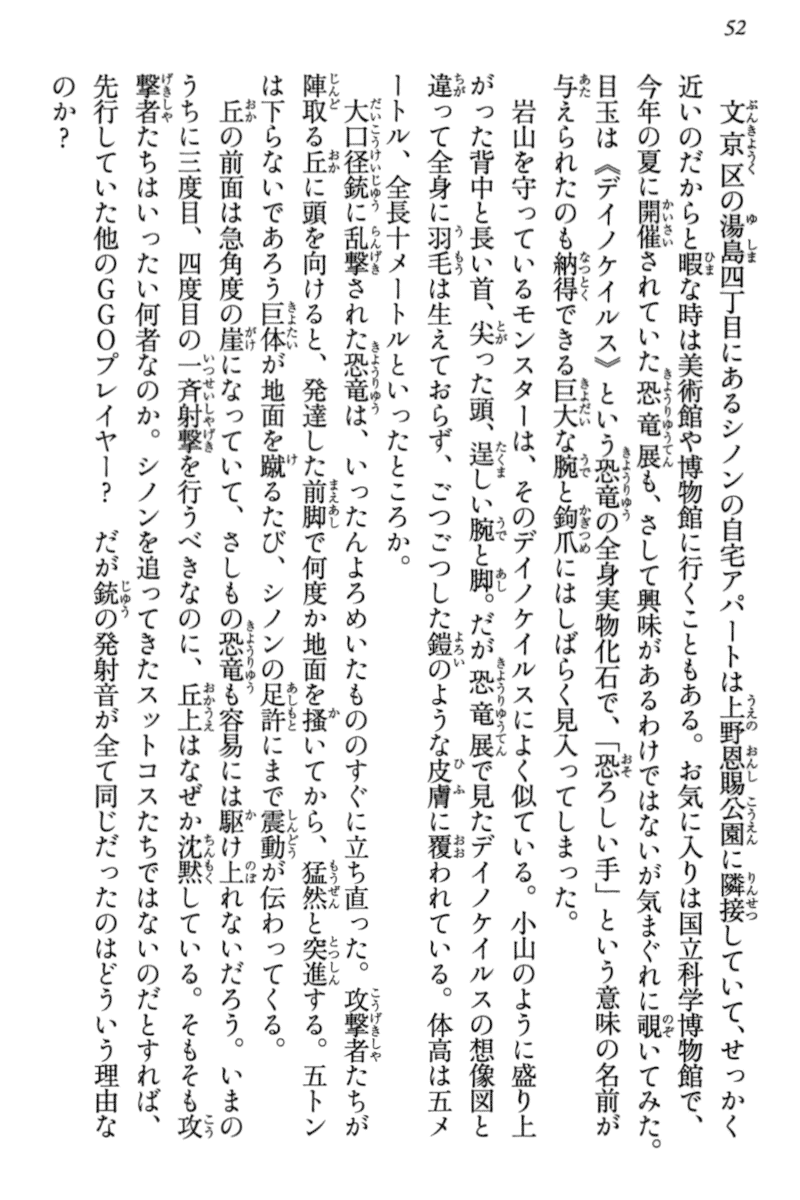 52
文京区の湯島四丁目にあるシノンの自宅アパートは上野恩賜公園に隣接していて、せっかく
近いのだからと暇な時は美術館や博物館に行くこともある。お気に入りは国立科学博物館で、
今年の夏に開催されていた恐竜展も、さして興味があるわけではないが気まぐれに覗いてみた。
目玉は《デイノケイルス》という恐竜の全身実物化石で、「恐ろしい手」という意味の名前が
与えられたのも納得できる巨大な腕と鉤爪にはしばらく見入ってしまった。
岩山を守っているモンスターは、そのデイノケイルスによく似ている。小山のように盛り上
がった背中と長い首、尖った頭、逞しい腕と脚。だが恐竜展で見たデイノケイルスの想像図と
違って全身に羽毛は生えておらず、ごつごつした鎧のような皮膚に覆われている。体高は五メ
ートル、全長十メートルといったところか。
大口径銃に乱撃された恐竜は、いったんよろめいたもののすぐに立ち直った。攻撃者たちが
陣取る丘に頭を向けると、発達した前脚で何度か地面を掻いてから、猛然と突進する。五トン
は下らないであろう巨体が地面を蹴るたび、シノンの足許にまで震動が伝わってくる。
丘の前面は急角度の崖になっていて、さしもの恐竜も容易には駆け上れないだろう。いまの
うちに三度目、四度目の一斉射撃を行うべきなのに、丘上はなぜか沈黙している。そもそも攻
撃者たちはいったい何者なのか。シノンを追ってきたスットコスたちではないのだとすれば、
先行していた他のGGOプレイヤー？　だが銃の発射音が全て同じだったのはどういう理由な
のか？